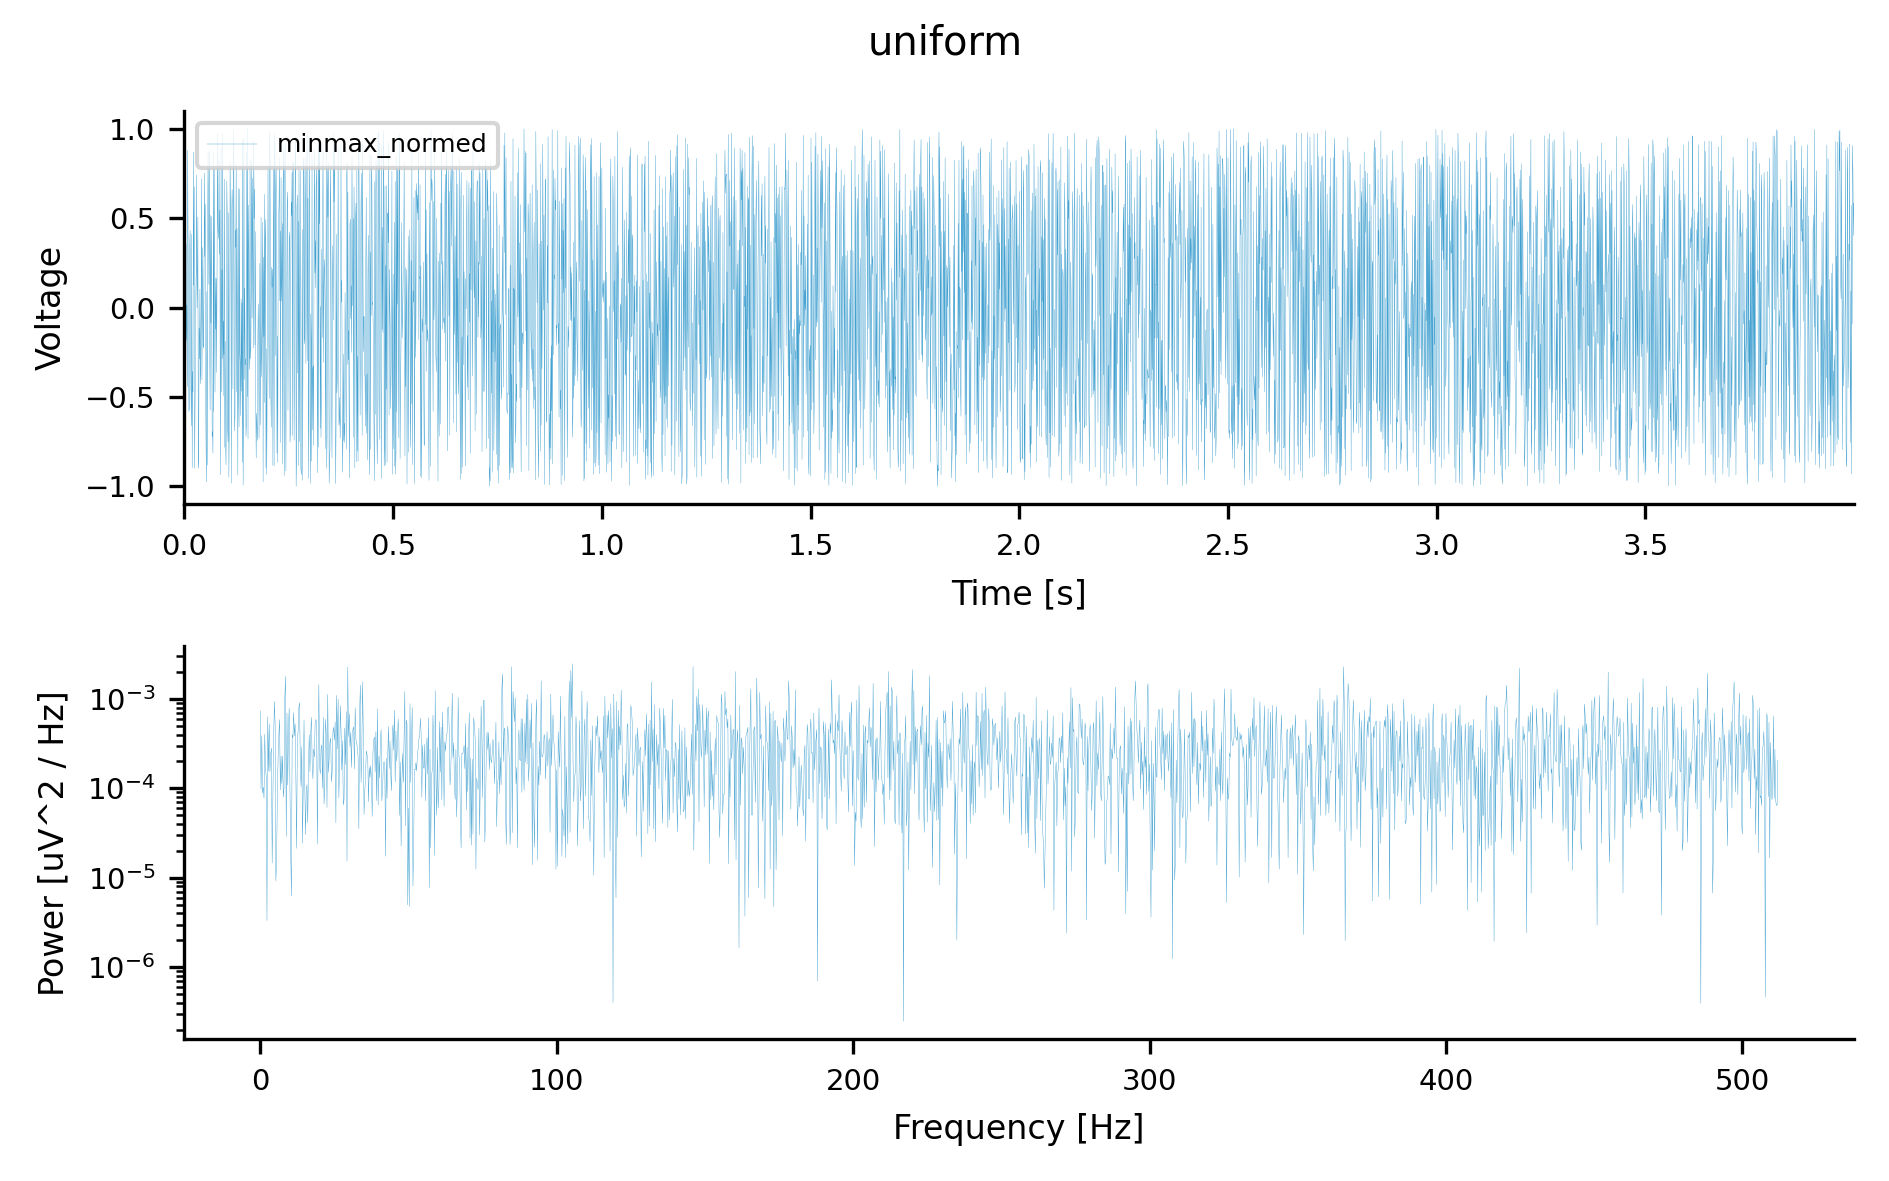 uniform
minmax_normed
Voltage
1.0
0.5
0.0
−0.5
−1.0
0.0 0.5 1.0 1.5 2.0 2.5 3.0 3.5
Time [s]
Power [uV^2 / Hz]
10⁻³
10⁻⁴
10⁻⁵
10⁻⁶
0 100 200 300 400 500
Frequency [Hz]